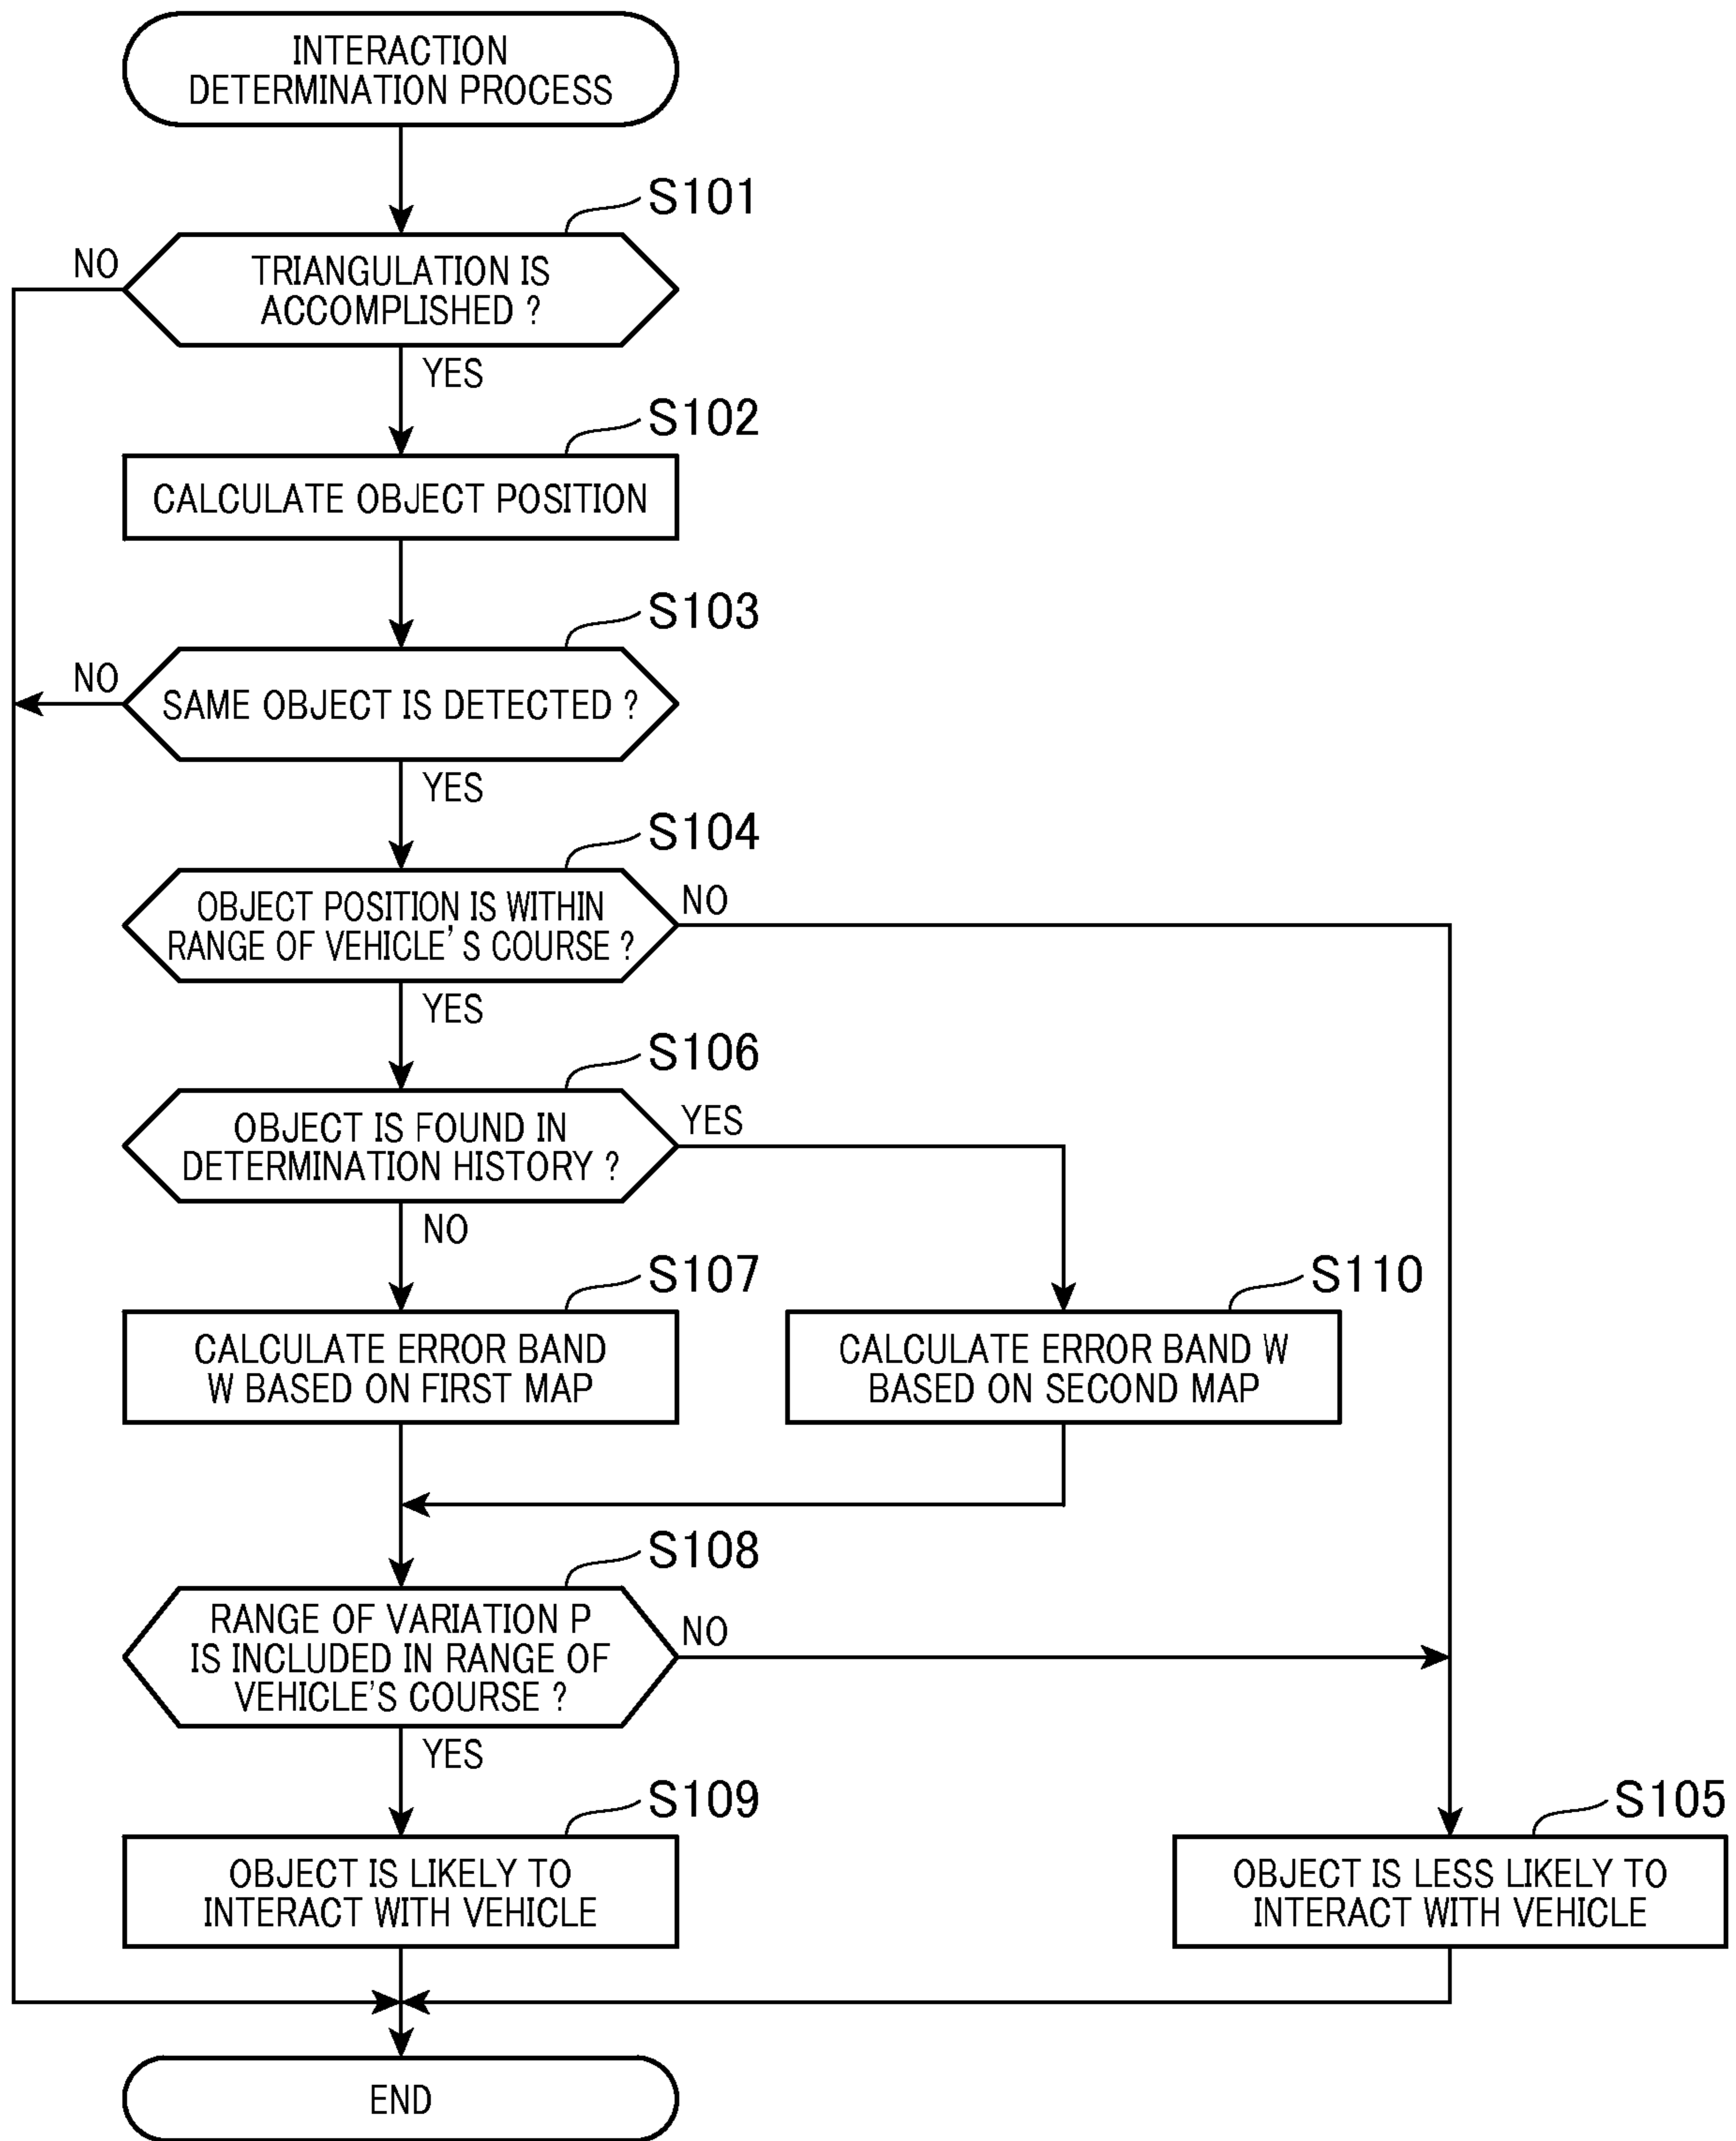 INTERACTION
DETERMINATION PROCESS
S101
NO
TRIANGULATION IS
ACCOMPLISHED ?
YES
S102
CALCULATE OBJECT POSITION
S103
NO
SAME OBJECT IS DETECTED ?
YES
S104
OBJECT POSITION IS WITHIN
RANGE OF VEHICLE'S COURSE ?
NO
YES
S106
OBJECT IS FOUND IN
DETERMINATION HISTORY ?
YES
NO
S107
CALCULATE ERROR BAND
W BASED ON FIRST MAP
S110
CALCULATE ERROR BAND W
BASED ON SECOND MAP
S108
RANGE OF VARIATION P
IS INCLUDED IN RANGE OF
VEHICLE'S COURSE ?
NO
YES
S109
OBJECT IS LIKELY TO
INTERACT WITH VEHICLE
S105
OBJECT IS LESS LIKELY TO
INTERACT WITH VEHICLE
END